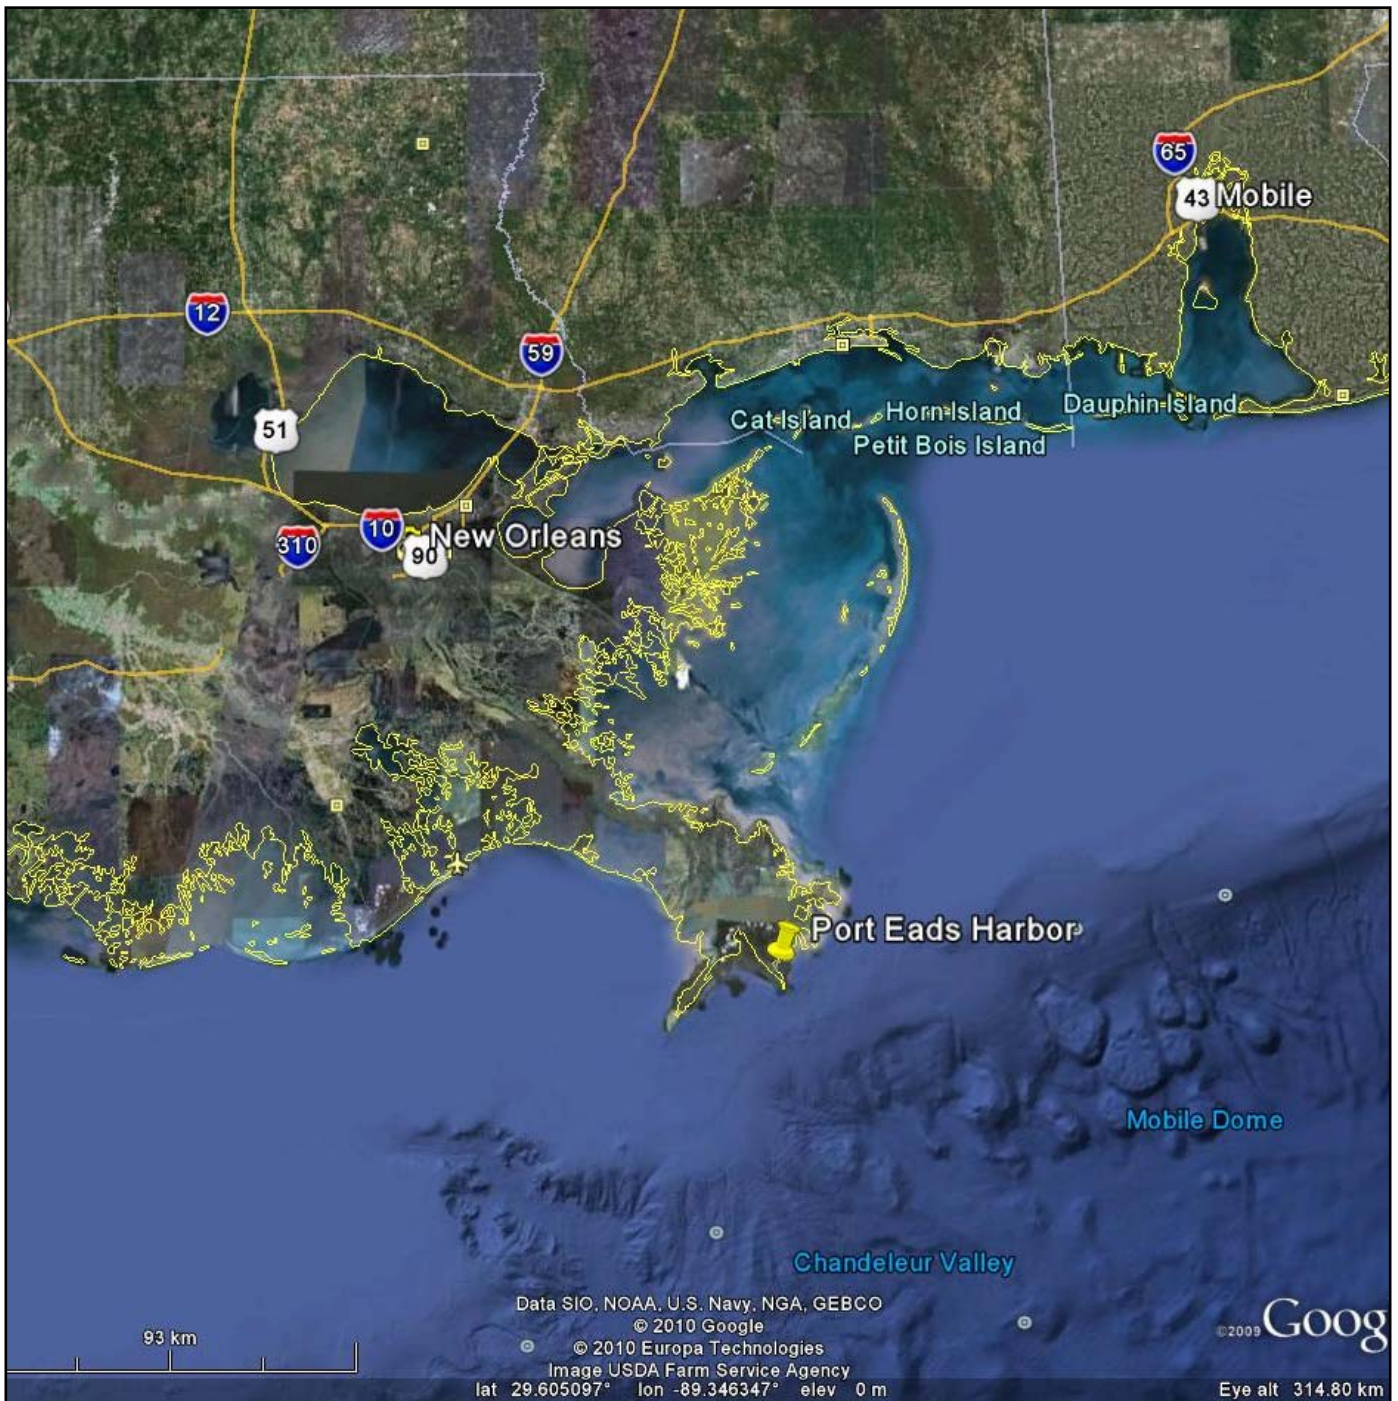 65
43 Mobile
12
59
51
Cat Island
Horn Island
Dauphin Island
Petit Bois Island
310
10
90
New Orleans
Port Eads Harbor
Mobile Dome
Chandeleur Valley
Data SIO, NOAA, U.S. Navy, NGA, GEBCO
© 2010 Google
© 2010 Europa Technologies
Image USDA Farm Service Agency
93 km
©2009 Goog
lat 29.605097° lon -89.346347° elev 0 m
Eye alt 314.80 km